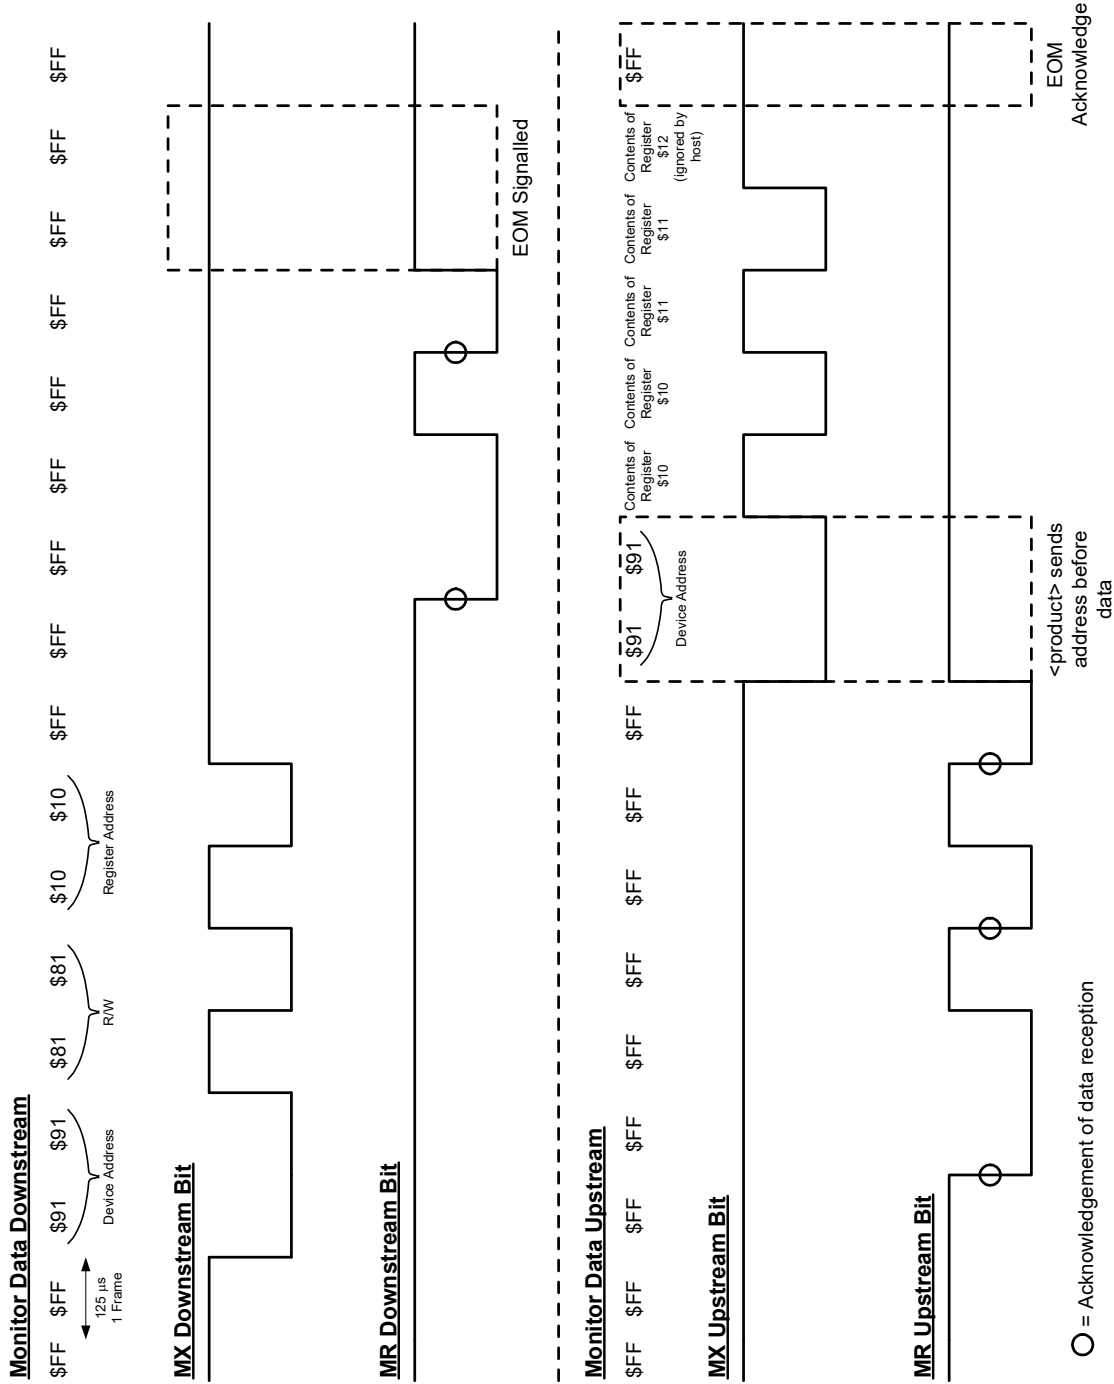 Monitor Data Downstream
$FF $FF $91 $91 $81 $81 $10 $10 $FF $FF $FF $FF $FF $FF $FF $FF $FF
125 µs
1 Frame
Device Address
R/W
Register Address
MX Downstream Bit
MR Downstream Bit
EOM Signalled
Monitor Data Upstream
$FF $FF $FF $FF $FF $FF $FF $FF $FF $91 $91
Device Address
Contents of
Register
$10
Contents of
Register
$10
Contents of
Register
$11
Contents of
Register
$11
Contents of
Register
$12
(ignored by
host)
$FF
MX Upstream Bit
MR Upstream Bit
<product> sends
address before
data
EOM
Acknowledge
= Acknowledgement of data reception